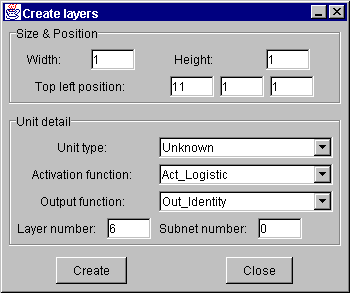 Create layers
Size & Position
Width: 1 Height: 1
Top left position: 11 1 1
Unit detail
Unit type: Unknown
Activation function: Act_Logistic
Output function: Out_Identity
Layer number: 6 Subnet number: 0
Create Close